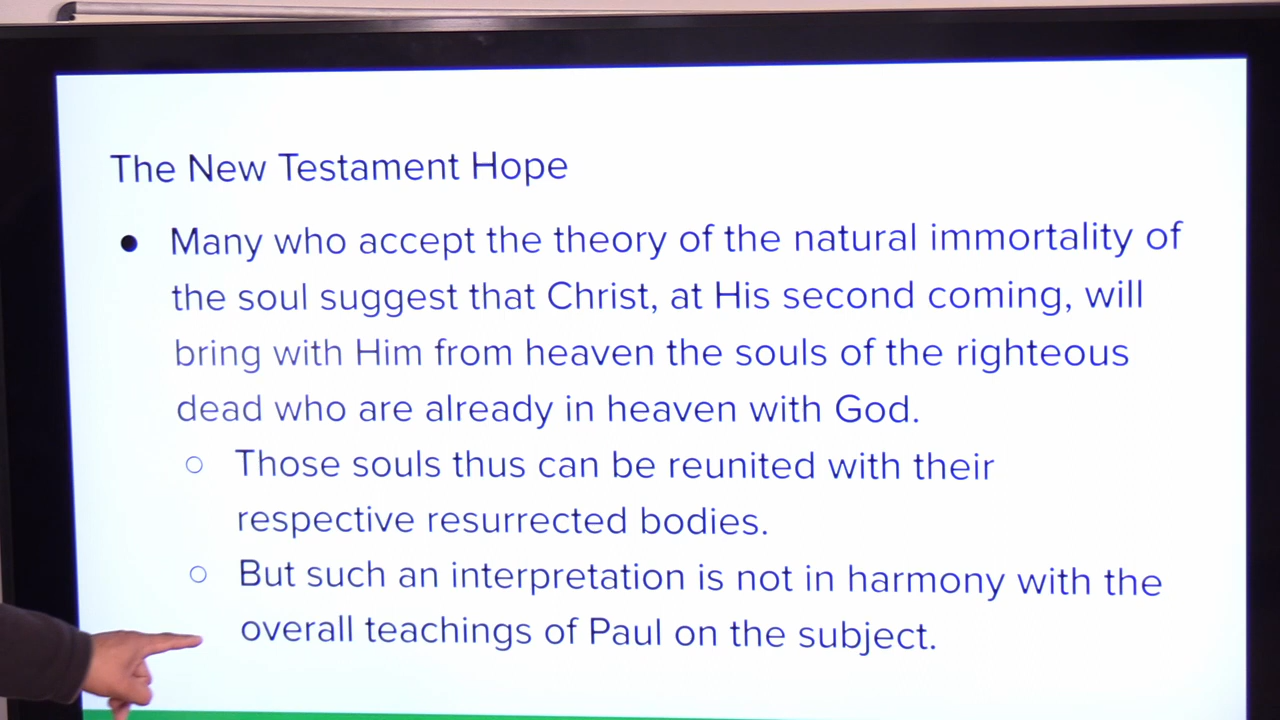 The New Testament Hope
● Many who accept the theory of the natural immortality of
the soul suggest that Christ, at His second coming, will
bring with Him from heaven the souls of the righteous
dead who are already in heaven with God.
○ Those souls thus can be reunited with their
respective resurrected bodies.
○ But such an interpretation is not in harmony with the
overall teachings of Paul on the subject.